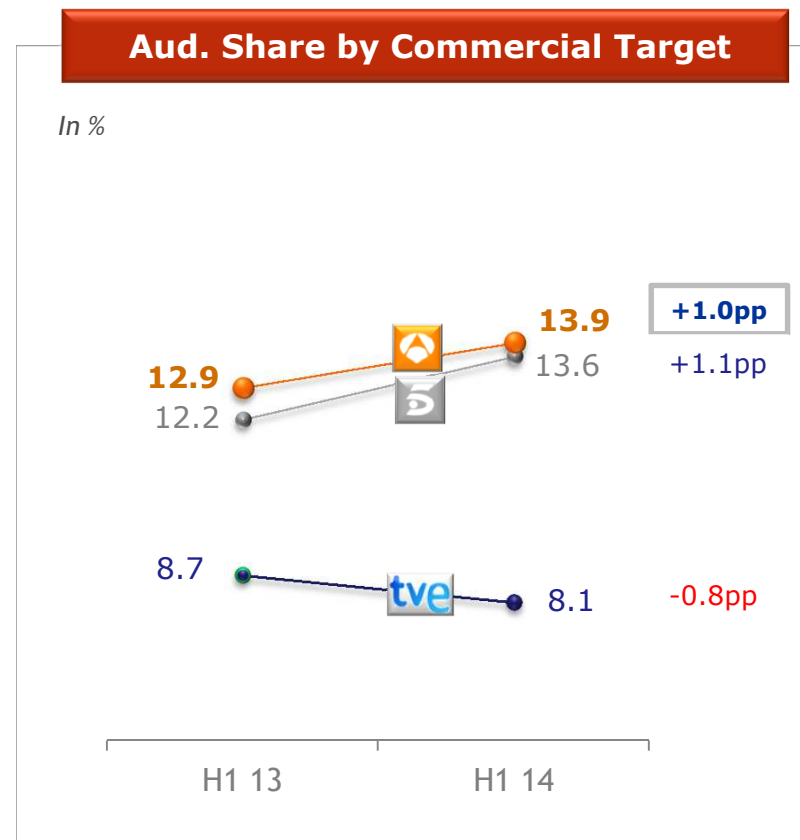 Aud. Share by Commercial Target
In %
13.9
+1.0pp
12.9
13.6
+1.1pp
12.2
5
8.7
tve
8.1
-0.8pp
H1 13
H1 14